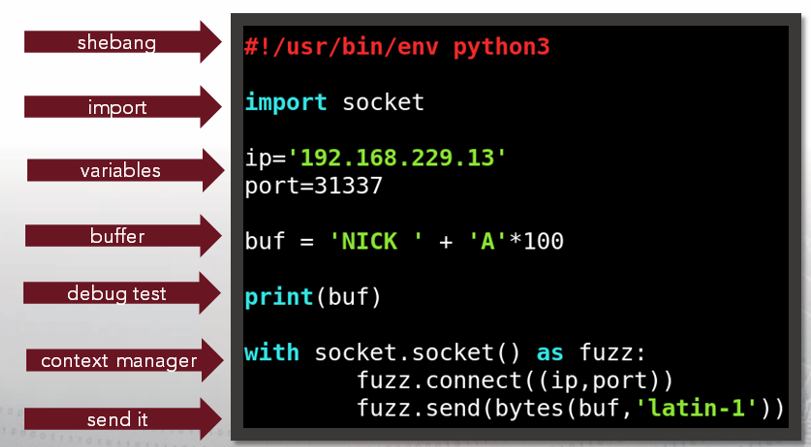 shebang
#!/usr/bin/env python3
import
import socket
variables
ip='192.168.229.13'
port=31337
buffer
buf = 'NICK ' + 'A'*100
debug test
print(buf)
context manager
with socket.socket() as fuzz:
        fuzz.connect((ip,port))
send it
        fuzz.send(bytes(buf,'latin-1'))